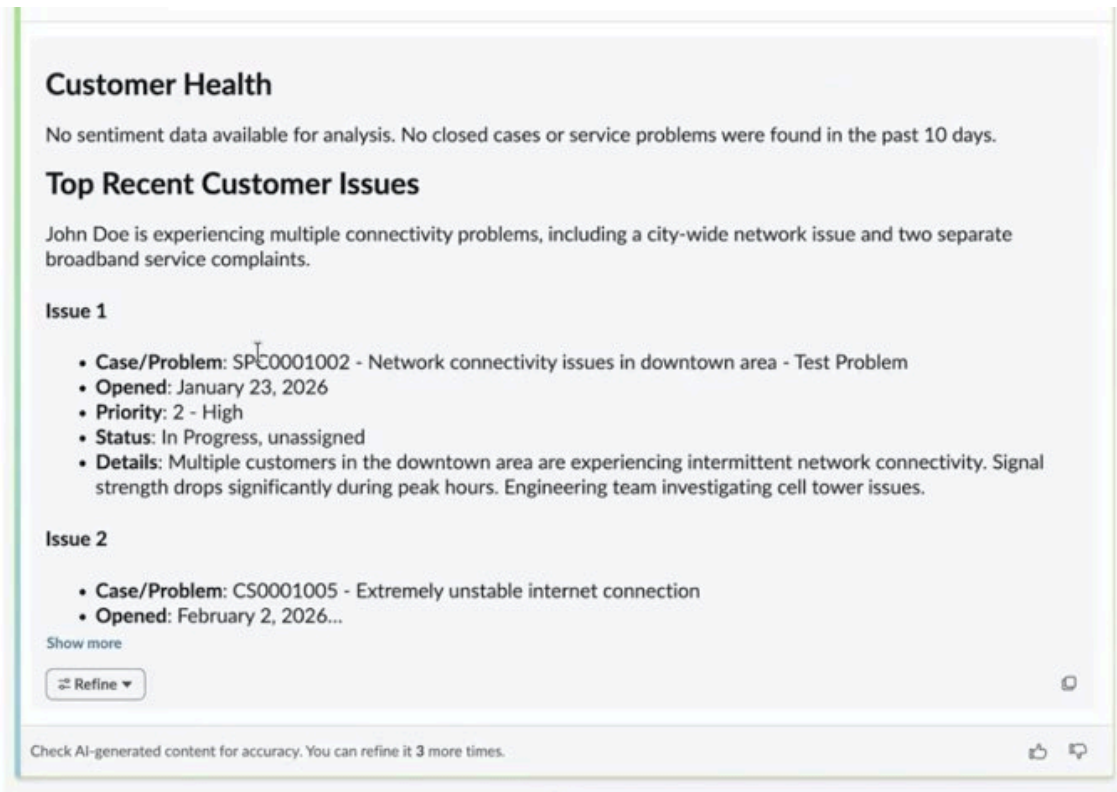 Customer Health
No sentiment data available for analysis. No closed cases or service problems were found in the past 10 days.
Top Recent Customer Issues
John Doe is experiencing multiple connectivity problems, including a city-wide network issue and two separate
broadband service complaints.
Issue 1
• Case/Problem: SPC0001002 - Network connectivity issues in downtown area - Test Problem
• Opened: January 23, 2026
• Priority: 2 - High
• Status: In Progress, unassigned
• Details: Multiple customers in the downtown area are experiencing intermittent network connectivity. Signal
strength drops significantly during peak hours. Engineering team investigating cell tower issues.
Issue 2
• Case/Problem: CS0001005 - Extremely unstable internet connection
• Opened: February 2, 2026...
Show more
Refine
Check AI-generated content for accuracy. You can refine it 3 more times.